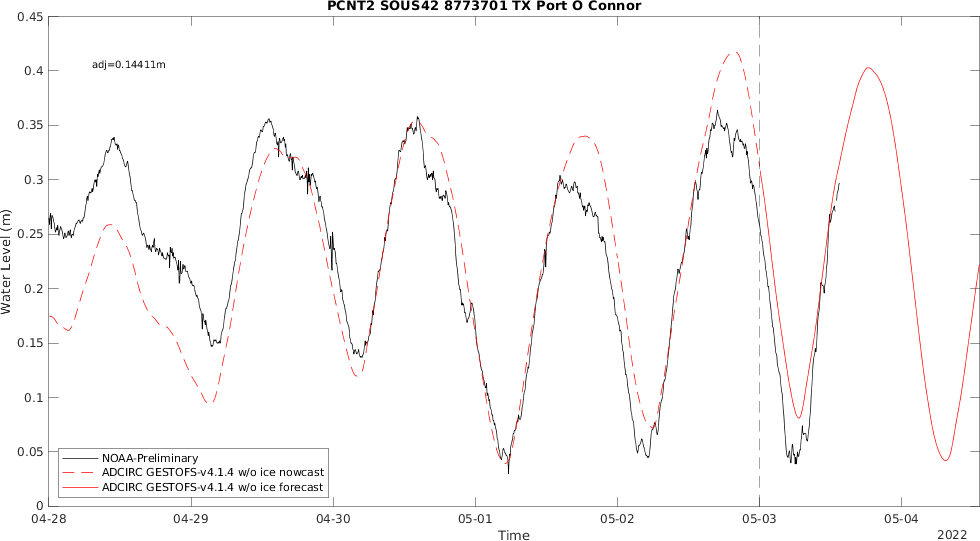 PCNT2 SOUS42 8773701 TX Port O Connor
0.45
adj=0.14411m
0.4
0.35
0.3
0.25
Water Level (m)
0.2
0.15
0.1
0.05
NOAA-Preliminary
ADCIRC GESTOFS-v4.1.4 w/o ice nowcast
ADCIRC GESTOFS-v4.1.4 w/o ice forecast
0
04-28
04-29
04-30
05-01
05-02
05-03
05-04
Time
2022